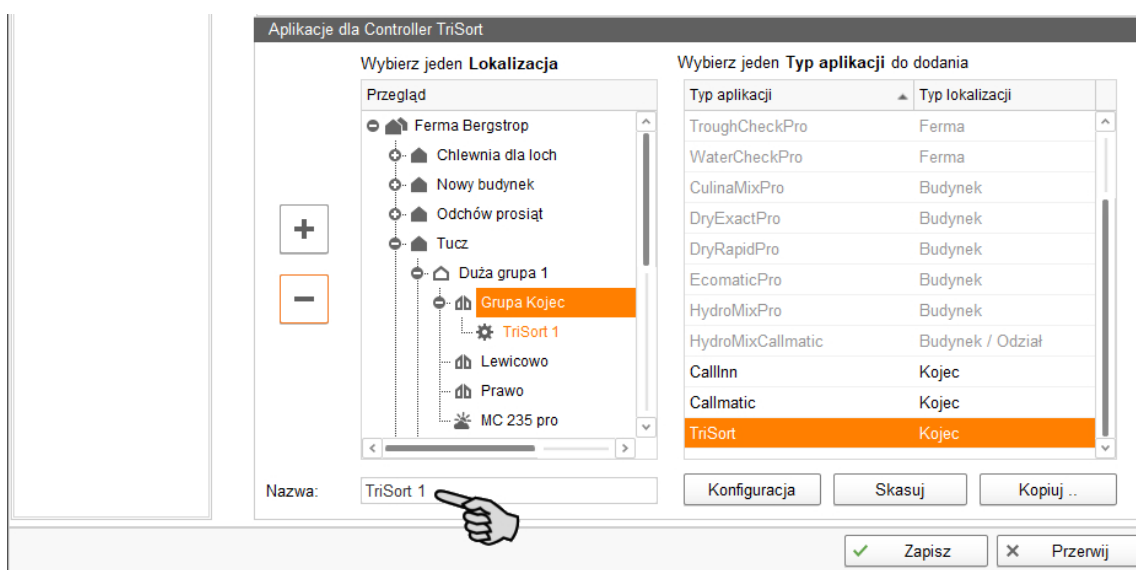 Aplikacje dla Controller TriSort
Wybierz jeden Lokalizacja
Przegląd
Ferma Bergstrop
Chlewnia dla loch
Nowy budynek
Odchów prosiąt
Tucz
Duża grupa 1
Grupa Kojec
TriSort 1
Lewicowo
Prawo
MC 235 pro
Wybierz jeden Typ aplikacji do dodania
Typ aplikacji Typ lokalizacji
TroughCheckPro Ferma
WaterCheckPro Ferma
CulinaMixPro Budynek
DryExactPro Budynek
DryRapidPro Budynek
EcomaticPro Budynek
HydroMixPro Budynek
HydroMixCallmatic Budynek / Odział
CallInn Kojec
Callmatic Kojec
TriSort Kojec
Nazwa: TriSort 1
Konfiguracja Skasuj Kopiuj ..
Zapisz Przerwij